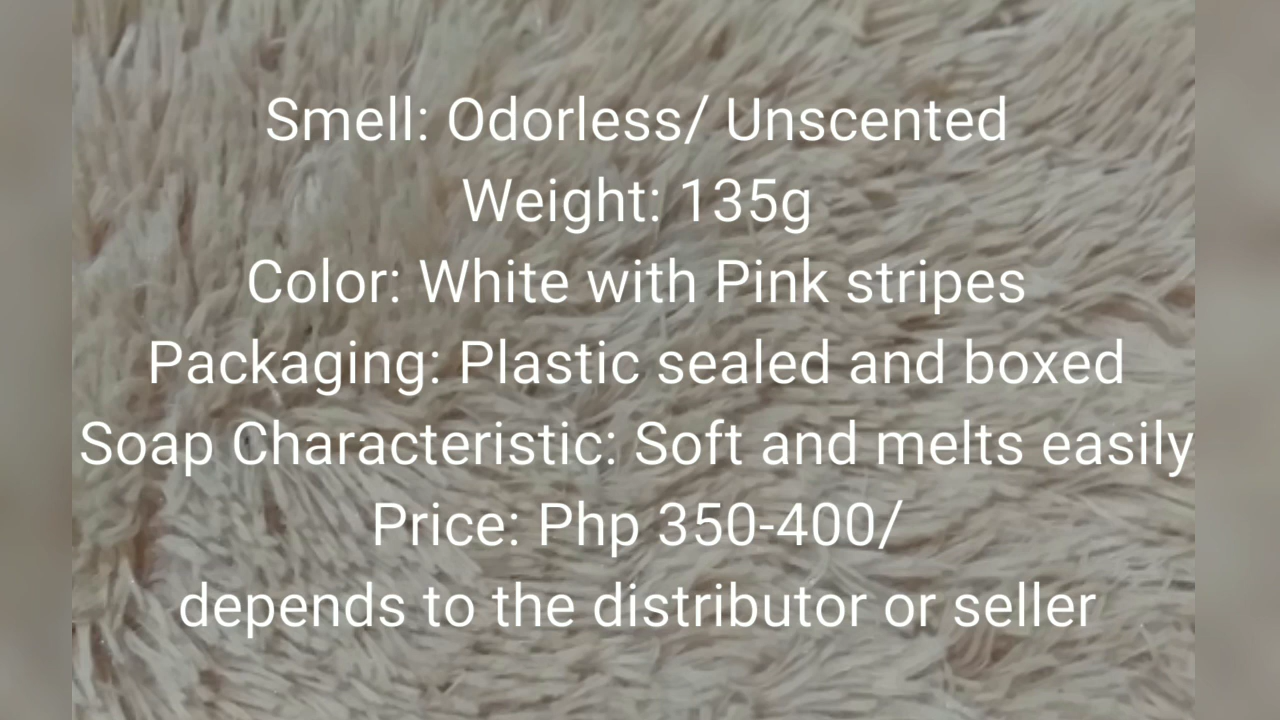 Smell: Odorless/ Unscented
Weight: 135g
Color: White with Pink stripes
Packaging: Plastic sealed and boxed
Soap Characteristic: Soft and melts easily
Price: Php 350-400/
depends to the distributor or seller